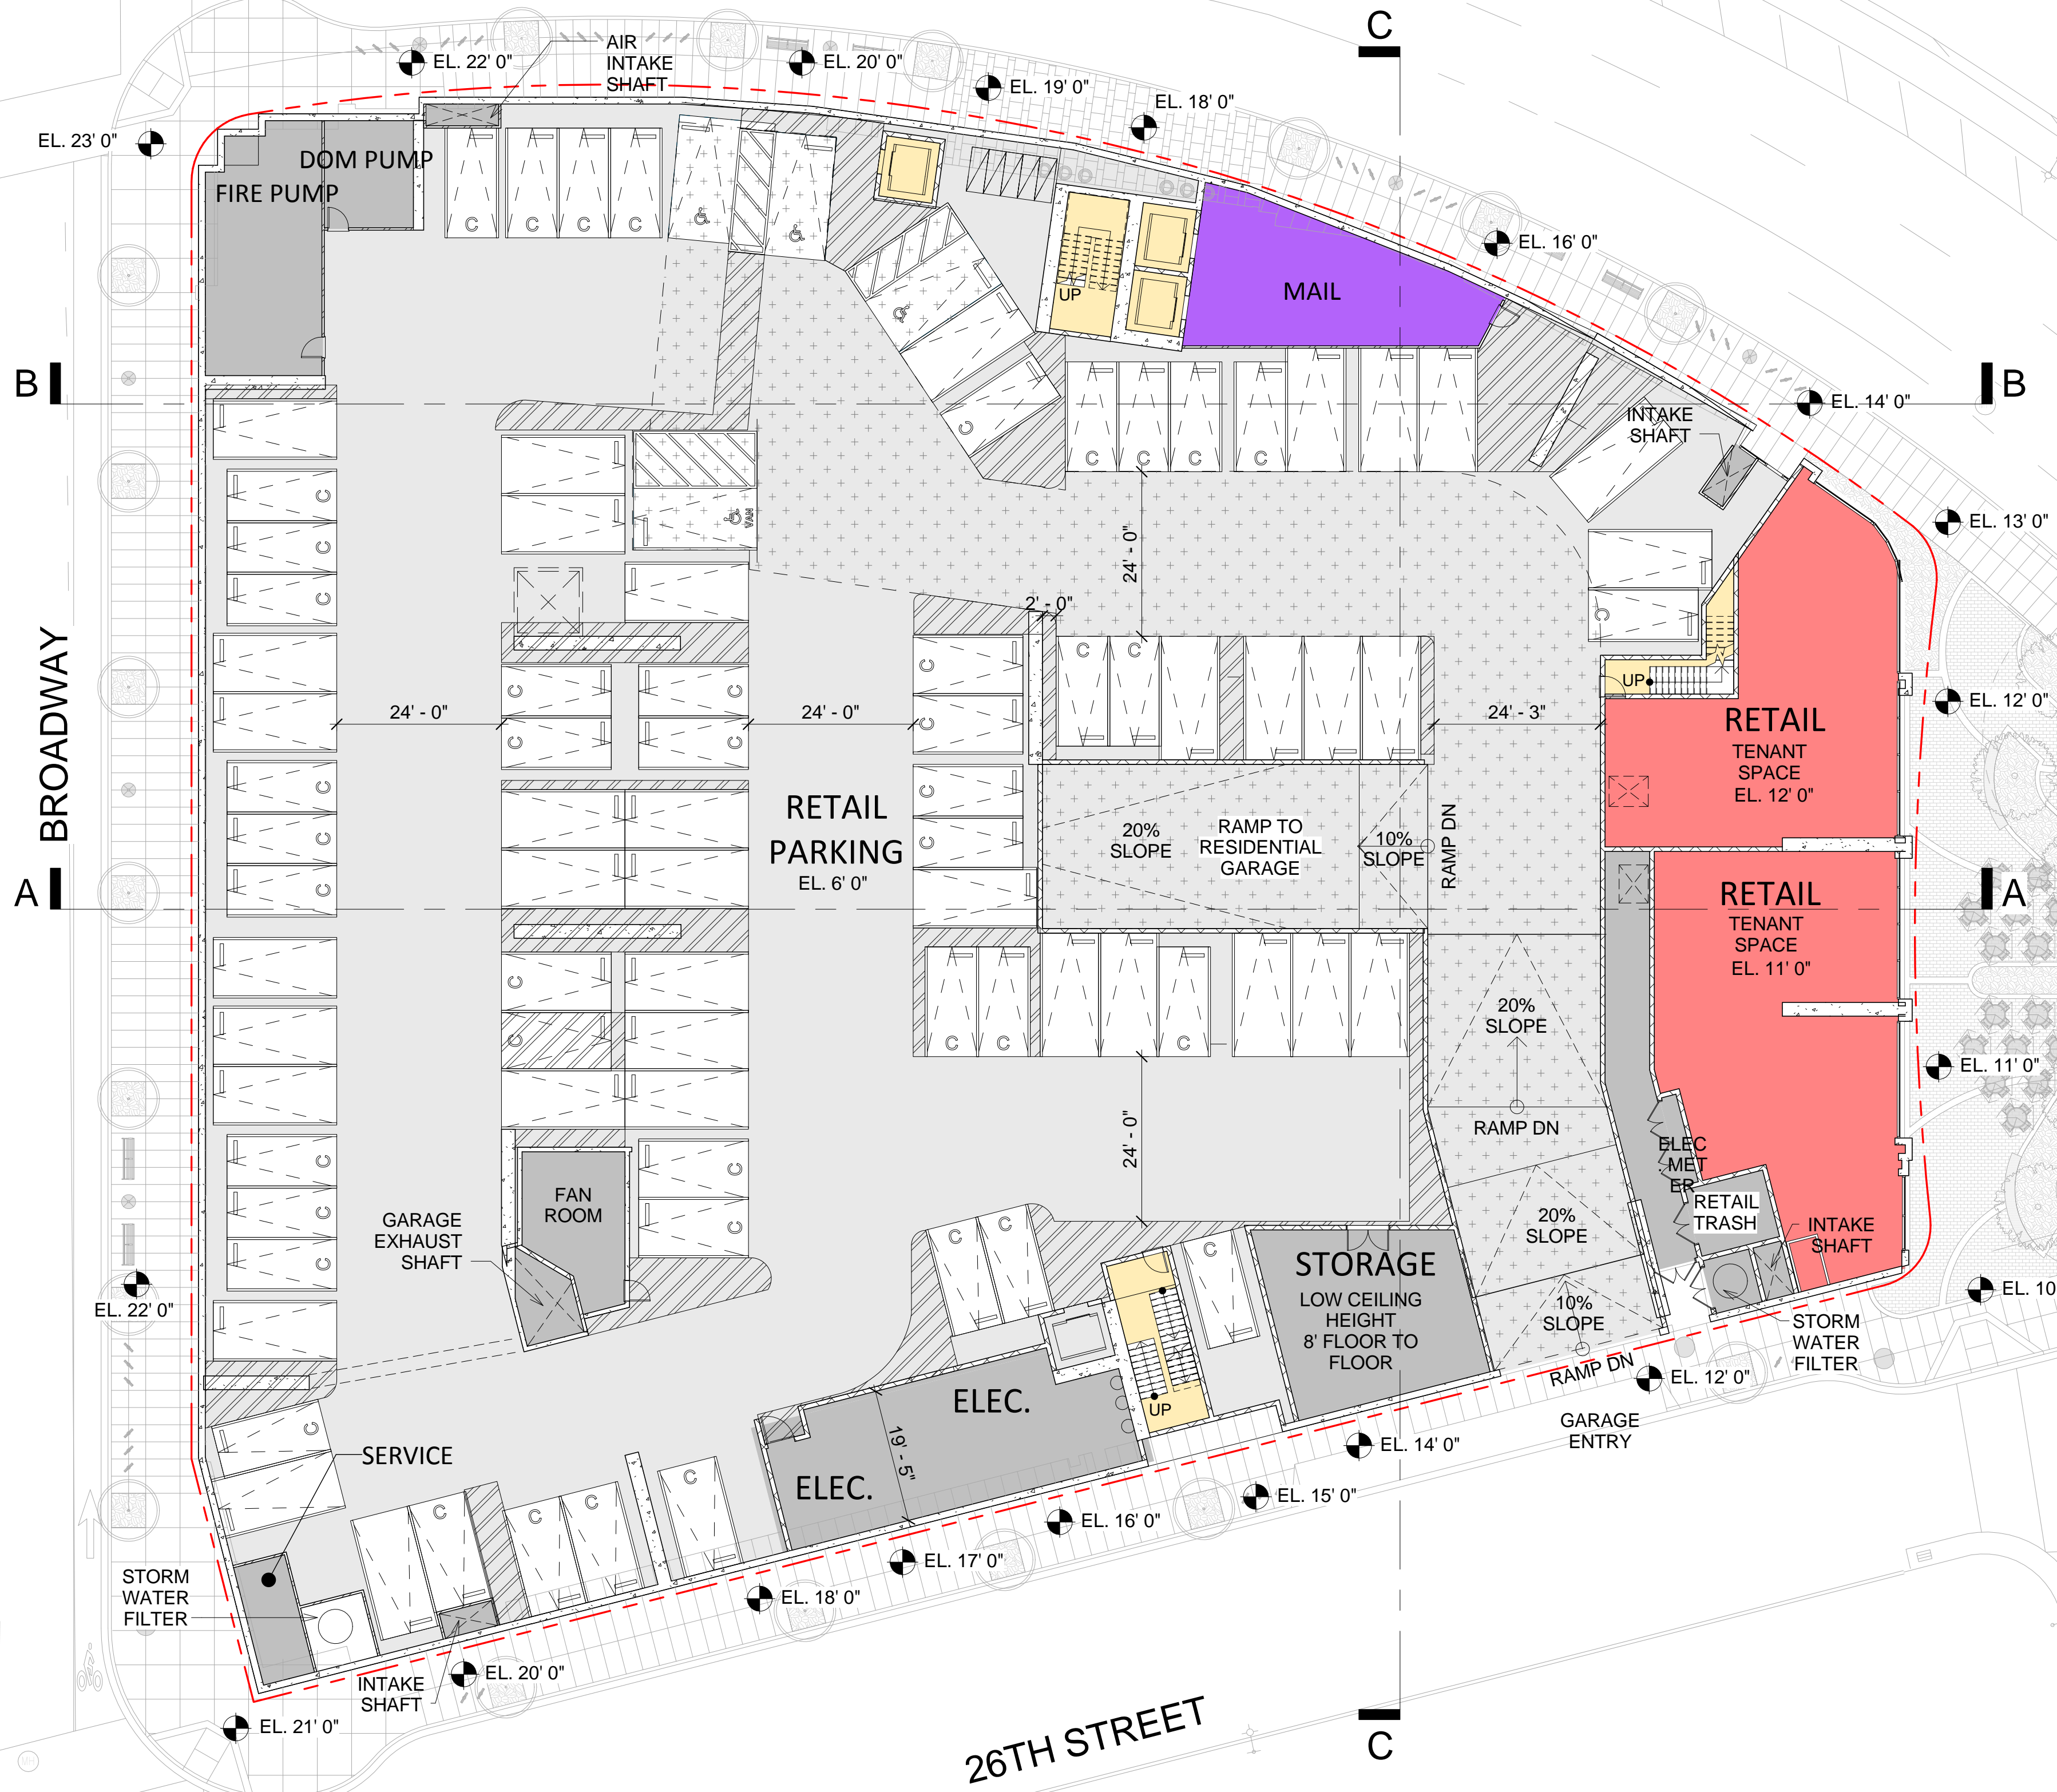 C
AIR
INTAKE
SHAFT
EL. 22' 0"
EL. 20' 0"
EL. 19' 0"
EL. 18' 0"
EL. 23' 0"
DOM PUMP
FIRE PUMP
C
C
C
C
UP
MAIL
EL. 16' 0"
B
B
C
EL. 14' 0"
INTAKE
SHAFT
C
C
C
C
C
C
C
VAN
EL. 13' 0"
24' - 0"
2' - 0"
C
C
C
C
C
UP
BROADWAY
24' - 0"
C
C
C
C
24' - 0"
C
C
24' - 3"
RETAIL
TENANT
SPACE
EL. 12' 0"
EL. 12' 0"
C
C
C
RETAIL
PARKING
EL. 6' 0"
C
C
20%
SLOPE
RAMP TO
RESIDENTIAL
GARAGE
10%
SLOPE
RAMP DN
A
A
RETAIL
TENANT
SPACE
EL. 11' 0"
C
C
C
C
C
20%
SLOPE
EL. 11' 0"
RAMP DN
24' - 0"
C
C
C
C
C
FAN
ROOM
GARAGE
EXHAUST
SHAFT
ELEC
MET
ER
RETAIL
TRASH
INTAKE
SHAFT
20%
SLOPE
C
C
C
STORAGE
LOW CEILING
HEIGHT
8' FLOOR TO
FLOOR
10%
SLOPE
EL. 22' 0"
EL. 10
STORM
WATER
FILTER
RAMP DN
EL. 12' 0"
GARAGE
ENTRY
ELEC.
UP
19' - 5"
ELEC.
EL. 14' 0"
C
SERVICE
C
C
C
C
EL. 15' 0"
EL. 16' 0"
EL. 17' 0"
EL. 18' 0"
STORM
WATER
FILTER
INTAKE
SHAFT
EL. 20' 0"
EL. 21' 0"
26TH STREET
C